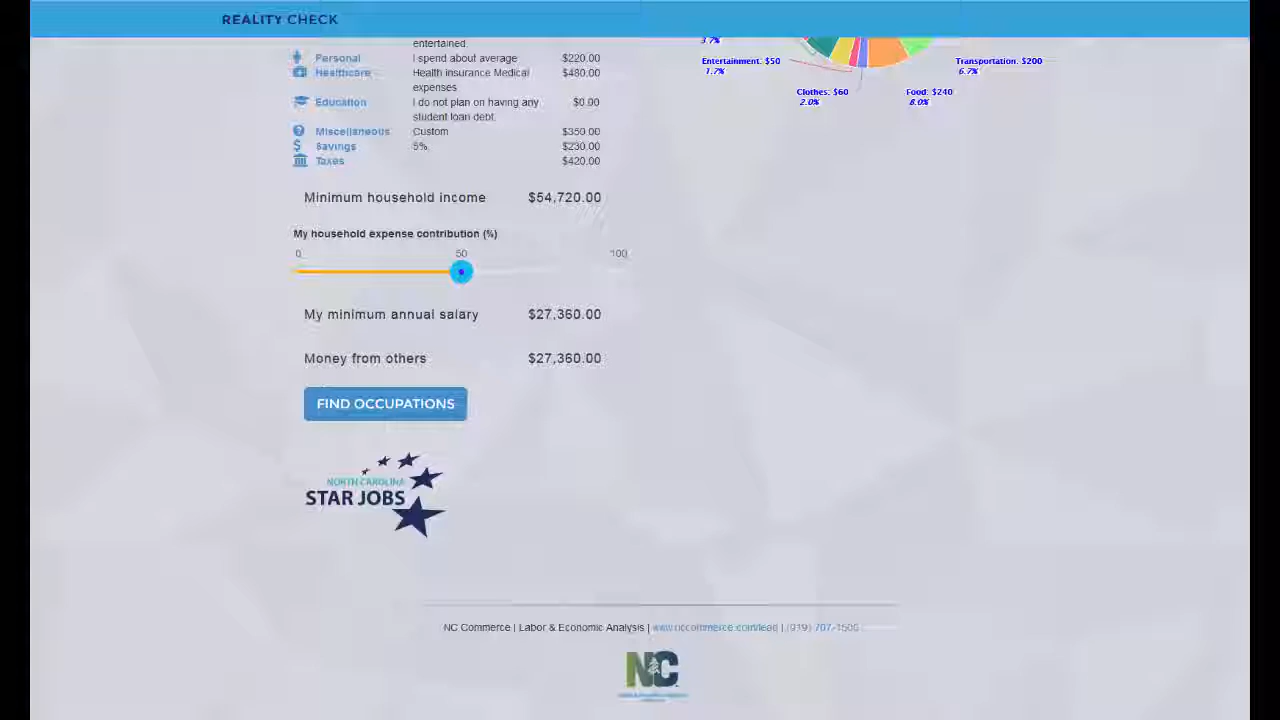 REALITY CHECK
entertained.
Personal I spend about average $220.00
Healthcare Health insurance Medical expenses $480.00
Education I do not plan on having any student loan debt. $0.00
Miscellaneous Custom $350.00
Savings 5% $230.00
Taxes $420.00
Minimum household income $54,720.00
My household expense contribution (%)
0 50 100
My minimum annual salary $27,360.00
Money from others $27,360.00
FIND OCCUPATIONS
NORTH CAROLINA
STAR JOBS
3.7%
Entertainment: $50
1.7%
Transportation: $200
6.7%
Clothes: $60
2.0%
Food: $240
8.0%
NC Commerce | Labor & Economic Analysis | www.nccommerce.com/lead | (919) 707-1500
NC